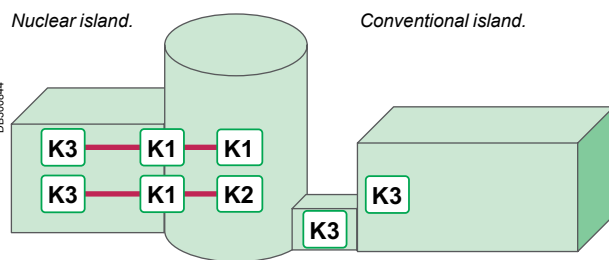 Nuclear island.
Conventional island.
K3 K1 K1
K3 K1 K2
K3
K3